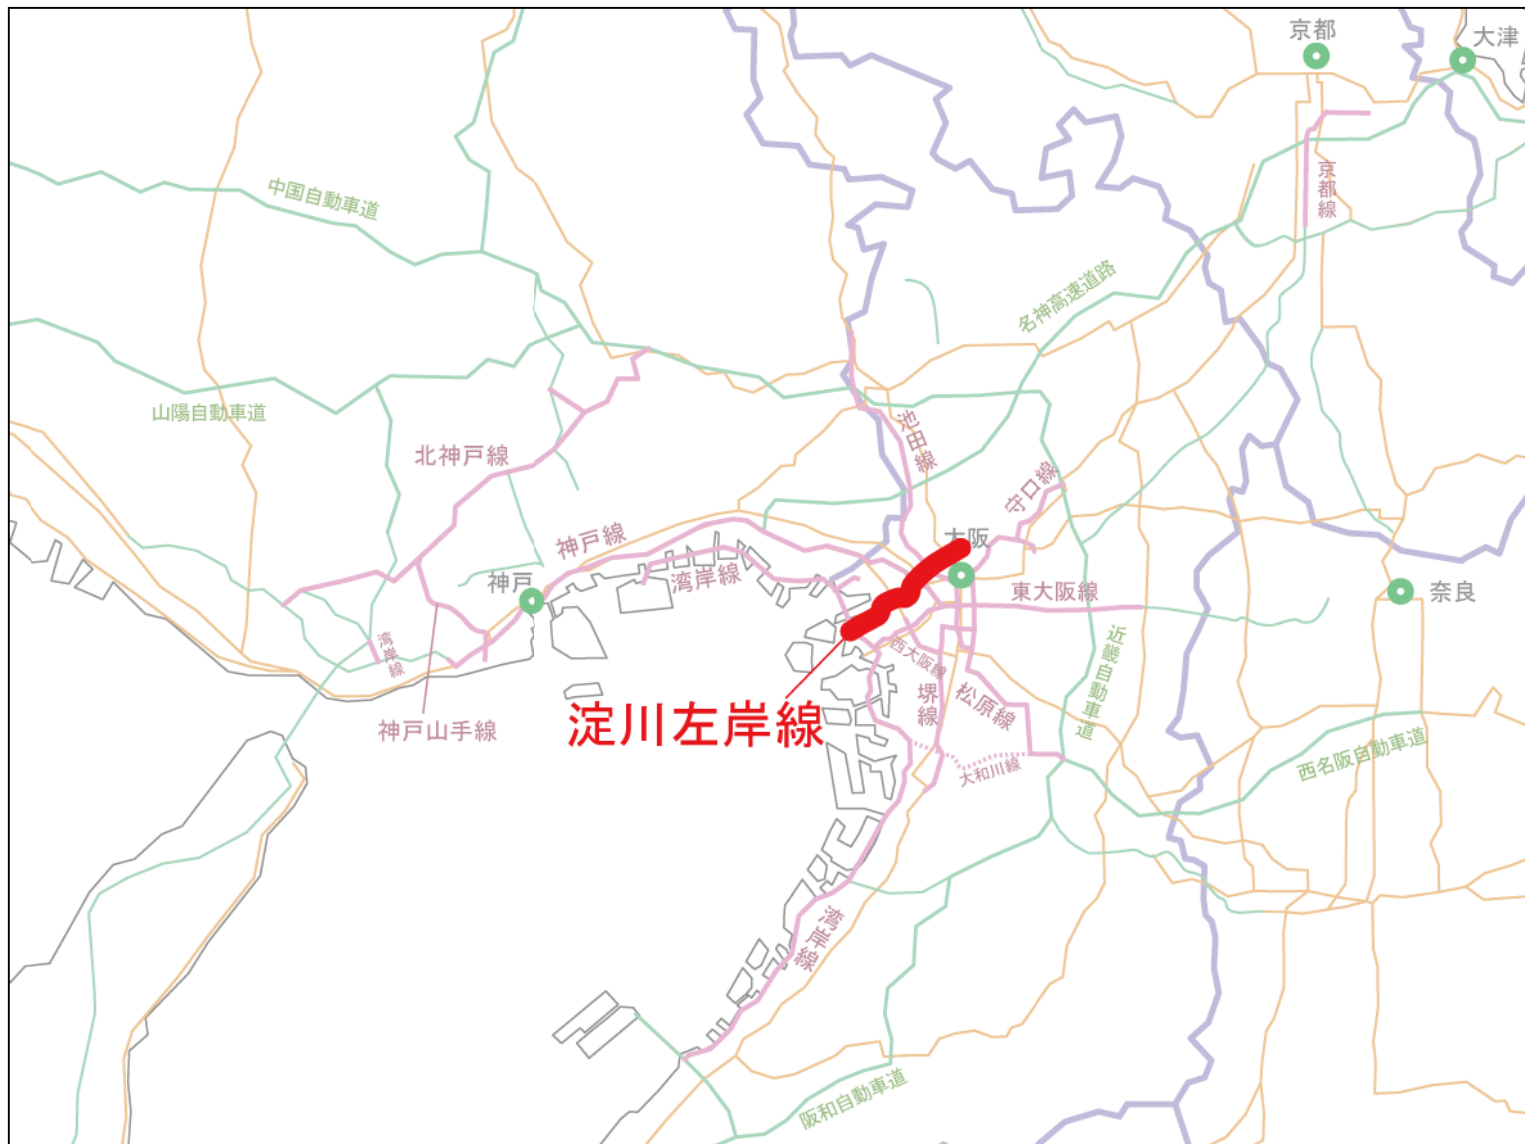 京都
大津
京都線
中国自動車道
名神高速道路
山陽自動車道
池田線
北神戸線
守口線
神戸線
大阪
湾岸線
神戸
東大阪線
奈良
湾岸線
西大阪線
近畿自動車道
堺線
松原線
神戸山手線
淀川左岸線
大和川線
西名阪自動車道
湾岸線
阪和自動車道